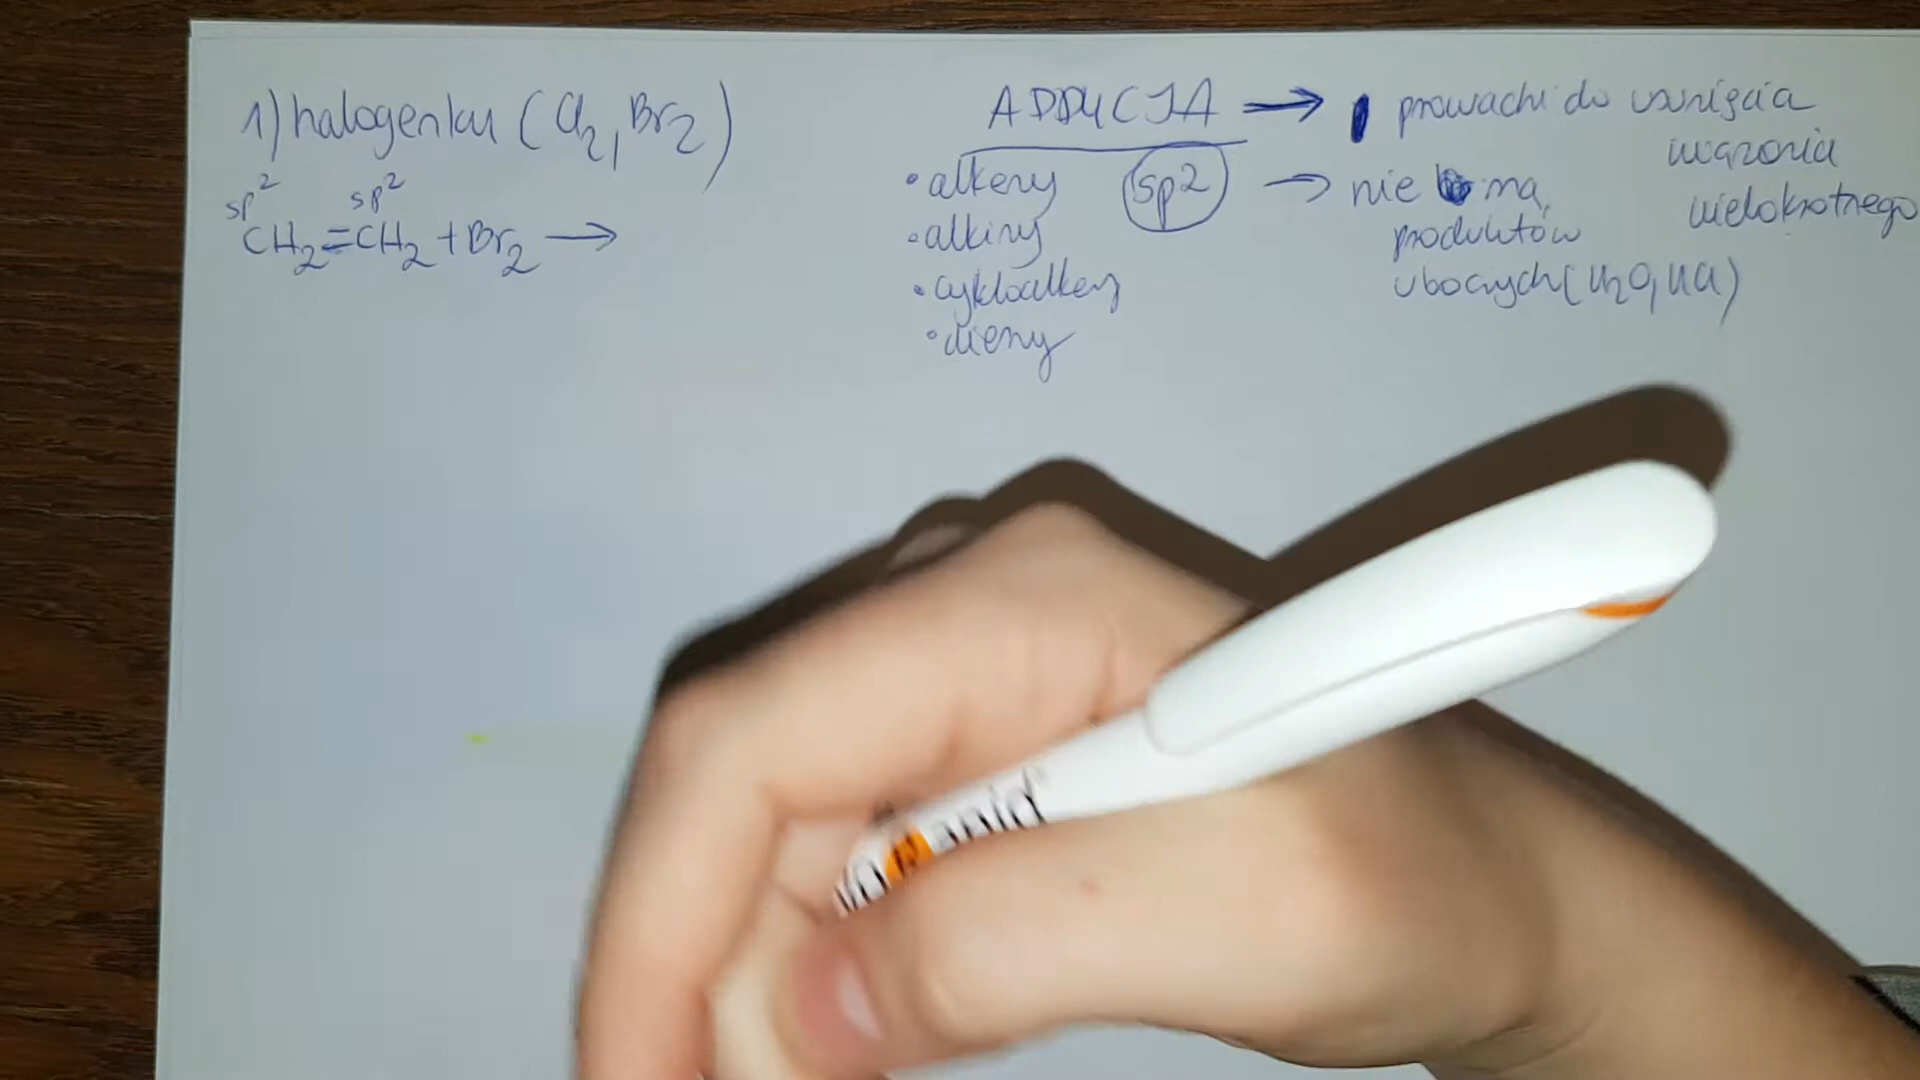 1) halogenku (Cl2, Br2)
sp2 sp2
CH2=CH2 + Br2 →
ADDYCJA → prowadzi do usunięcia
wiązania
wielokrotnego
• alkeny sp2 → nie ma
• alkiny produktów
• cykloalkeny ubocznych (H2O, HCl)
• dieny